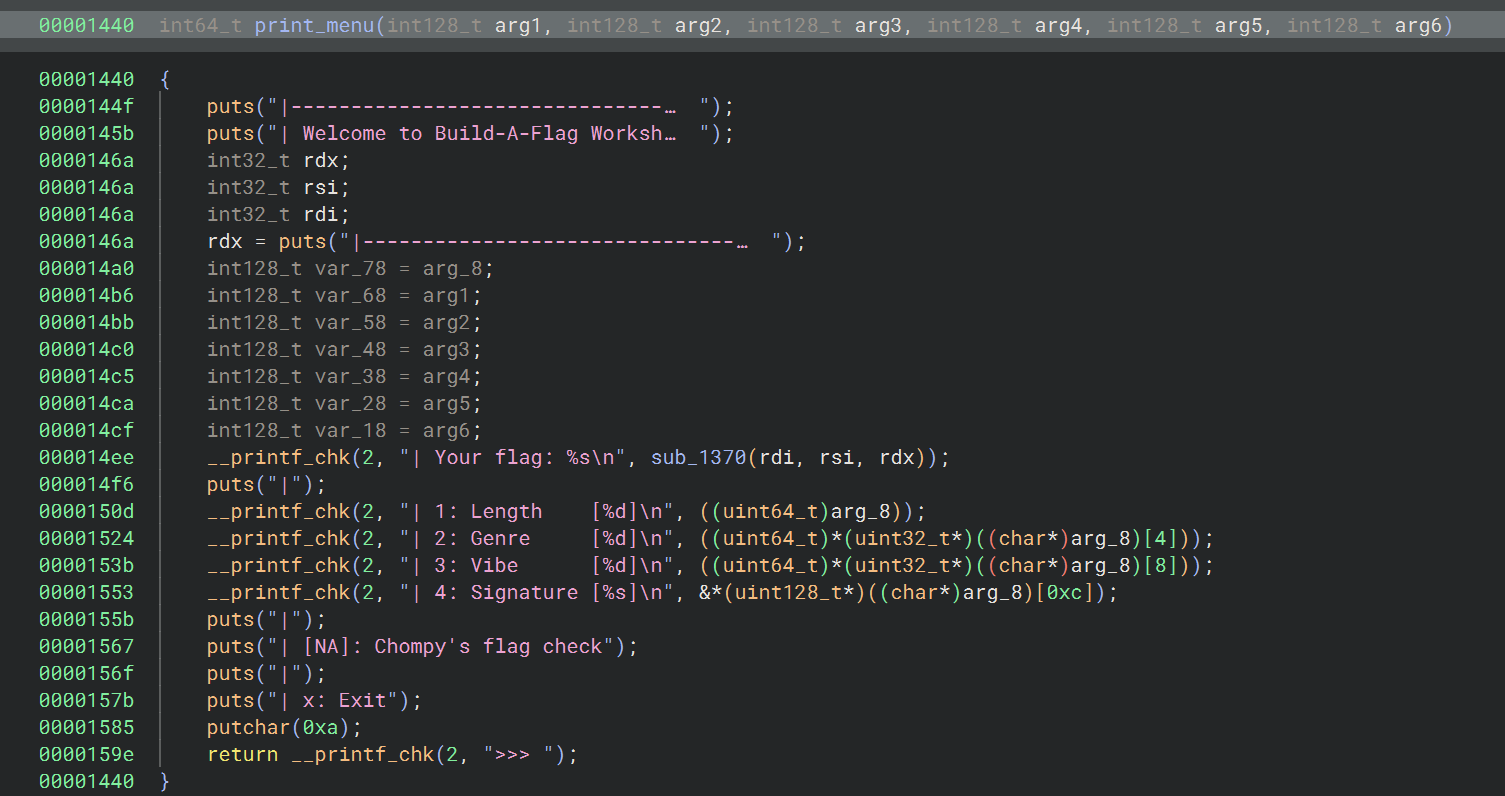 00001440 int64_t print_menu(int128_t arg1, int128_t arg2, int128_t arg3, int128_t arg4, int128_t arg5, int128_t arg6)
00001440 {
0000144f puts("|-------------------------------… ");
0000145b puts("| Welcome to Build-A-Flag Worksh… ");
0000146a int32_t rdx;
0000146a int32_t rsi;
0000146a int32_t rdi;
0000146a rdx = puts("|-------------------------------… ");
000014a0 int128_t var_78 = arg_8;
000014b6 int128_t var_68 = arg1;
000014bb int128_t var_58 = arg2;
000014c0 int128_t var_48 = arg3;
000014c5 int128_t var_38 = arg4;
000014ca int128_t var_28 = arg5;
000014cf int128_t var_18 = arg6;
000014ee __printf_chk(2, "| Your flag: %s\n", sub_1370(rdi, rsi, rdx));
000014f6 puts("|");
0000150d __printf_chk(2, "| 1: Length    [%d]\n", ((uint64_t)arg_8));
00001524 __printf_chk(2, "| 2: Genre     [%d]\n", ((uint64_t)*(uint32_t*)((char*)arg_8)[4]));
0000153b __printf_chk(2, "| 3: Vibe      [%d]\n", ((uint64_t)*(uint32_t*)((char*)arg_8)[8]));
00001553 __printf_chk(2, "| 4: Signature [%s]\n", &*(uint128_t*)((char*)arg_8)[0xc]);
0000155b puts("|");
00001567 puts("| [NA]: Chompy's flag check");
0000156f puts("|");
0000157b puts("| x: Exit");
00001585 putchar(0xa);
0000159e return __printf_chk(2, ">>> ");
00001440 }